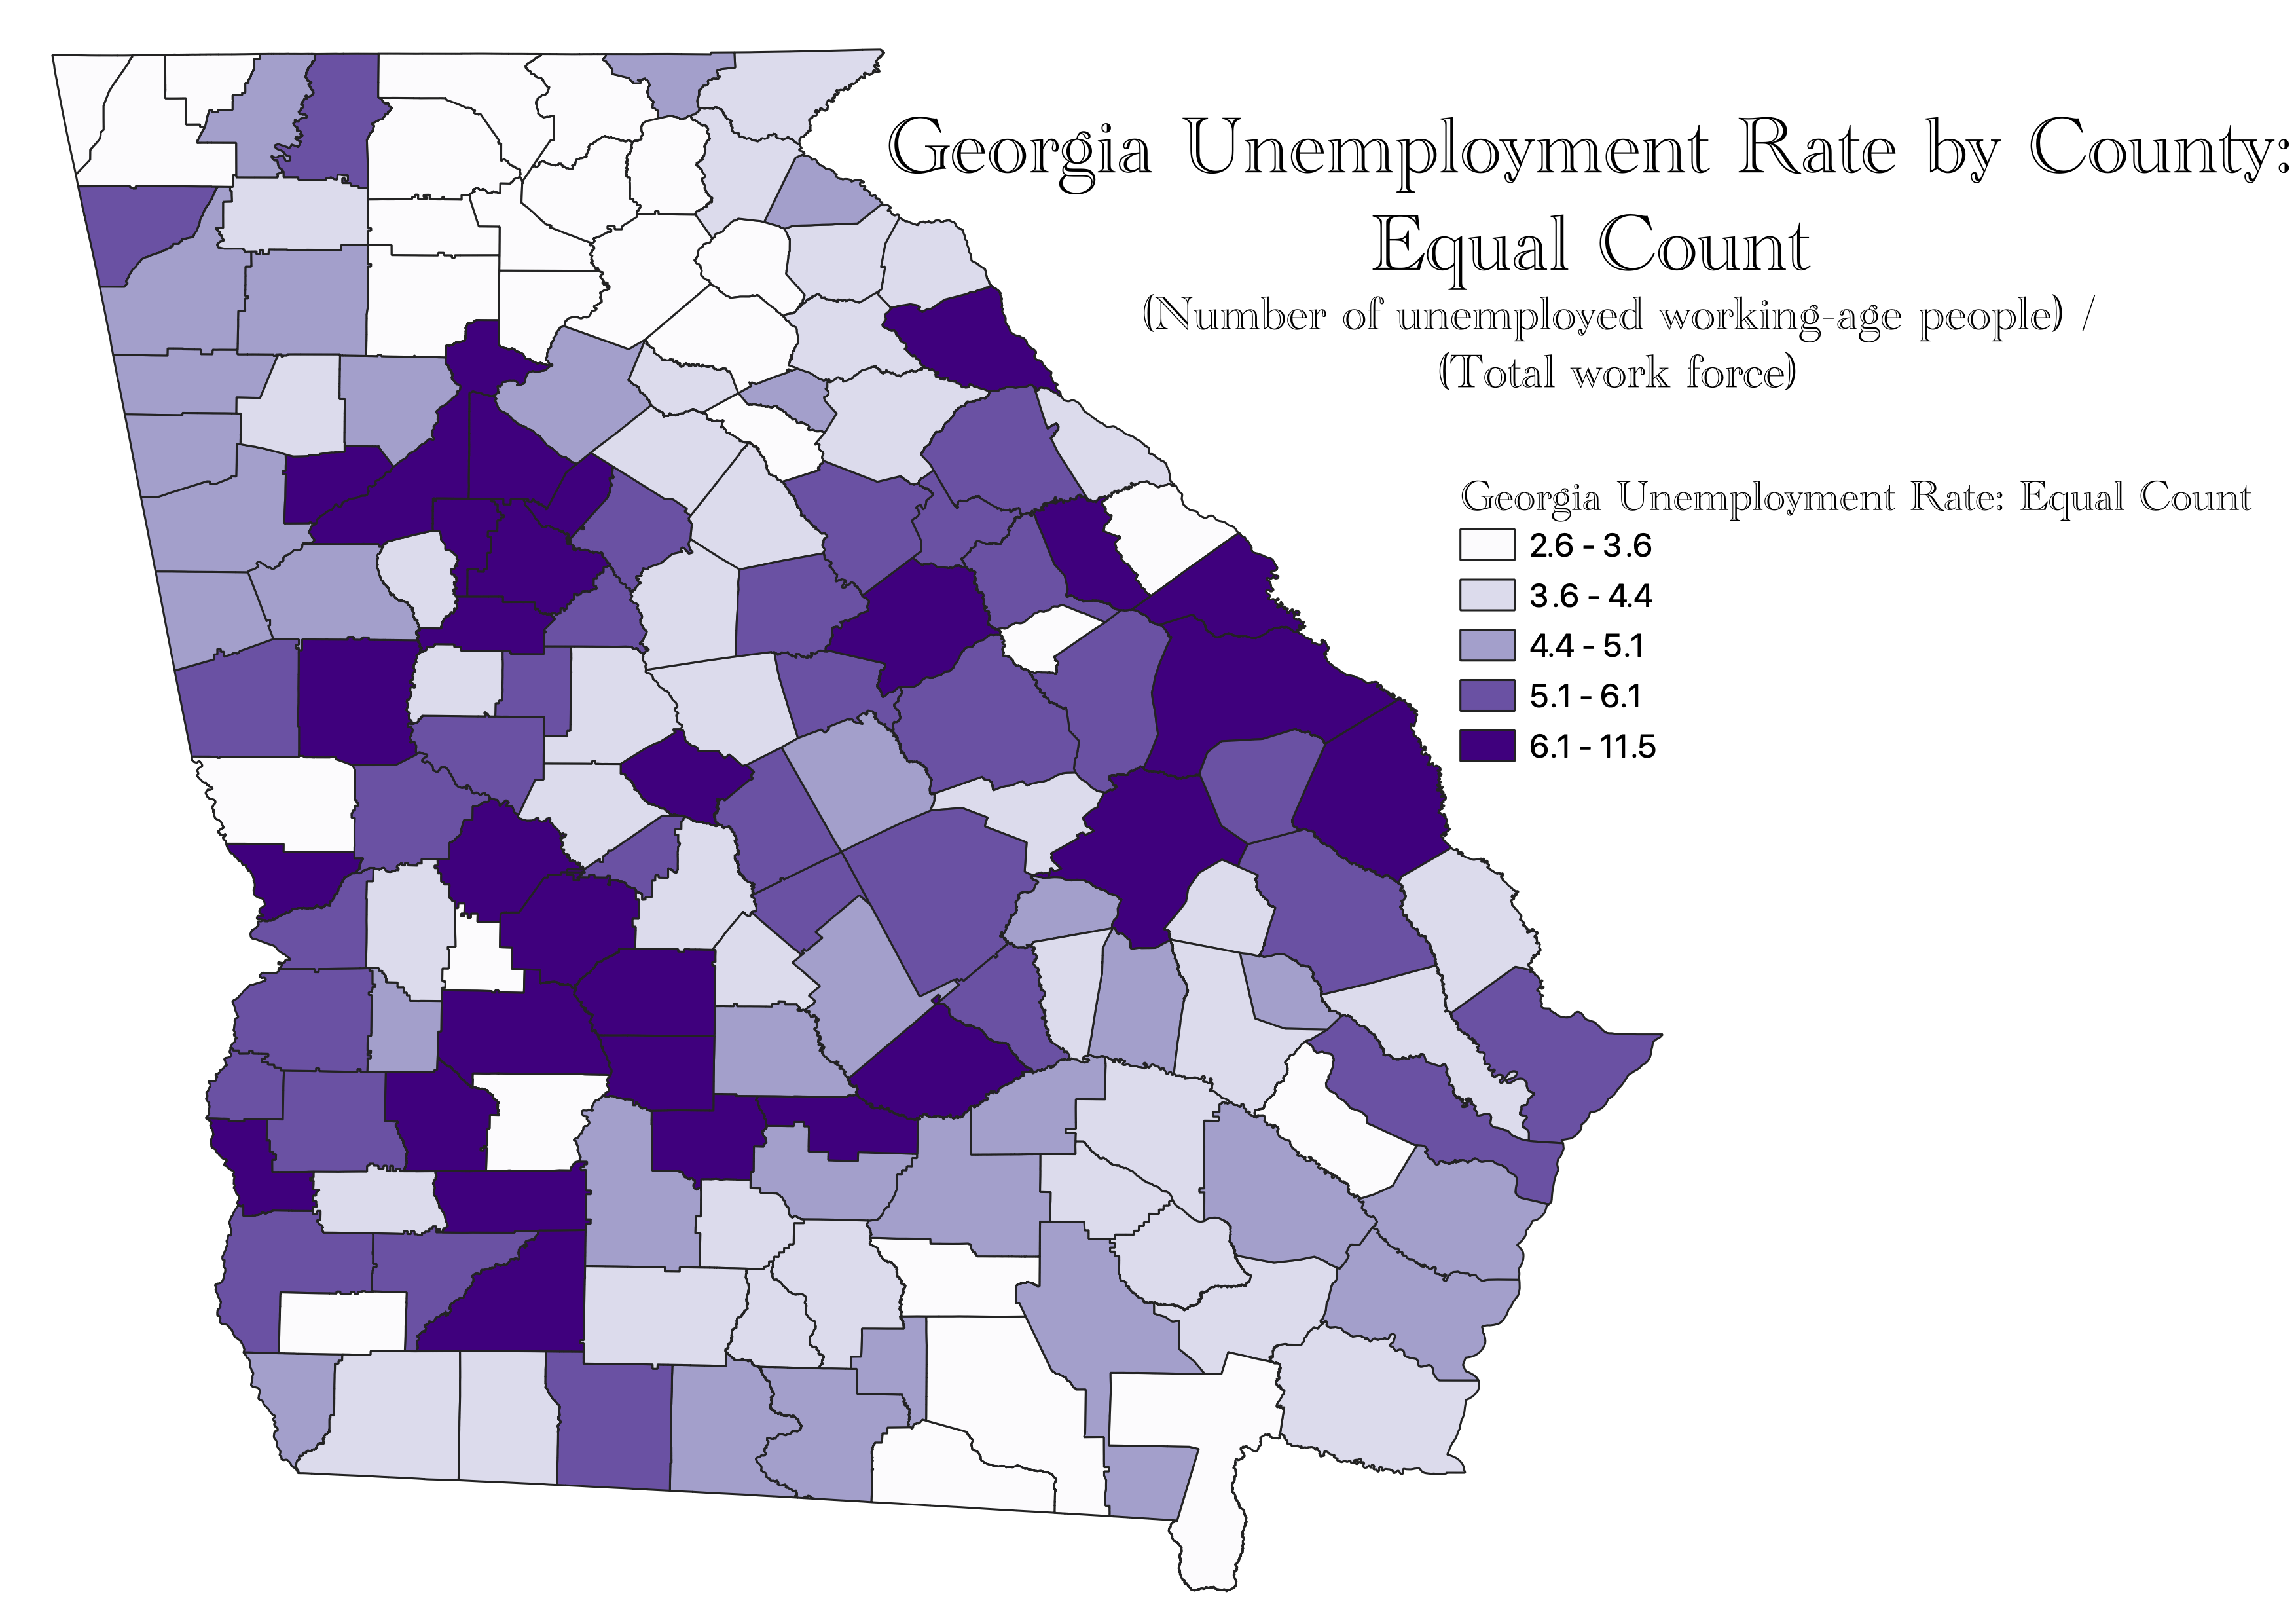 Georgia Unemployment Rate by County:
Equal Count
(Number of unemployed working-age people) /
(Total work force)
Georgia Unemployment Rate: Equal Count
2.6 - 3.6
3.6 - 4.4
4.4 - 5.1
5.1 - 6.1
6.1 - 11.5